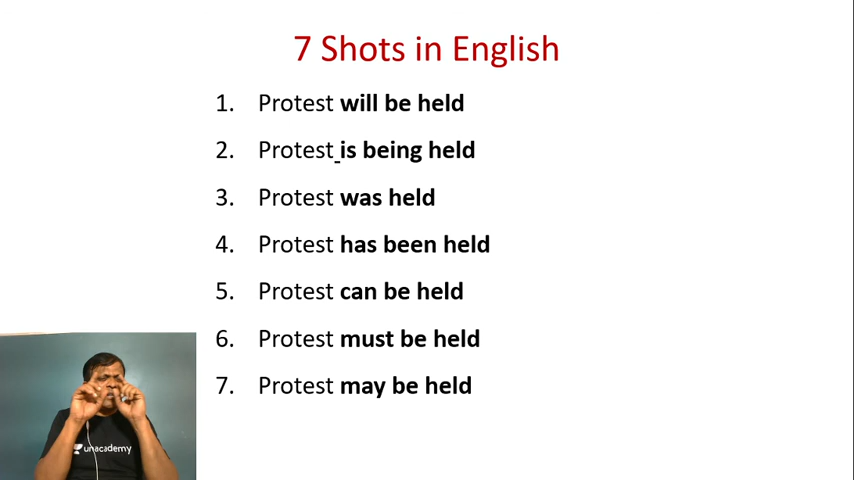 7 Shots in English
1. Protest will be held
2. Protest is being held
3. Protest was held
4. Protest has been held
5. Protest can be held
6. Protest must be held
7. Protest may be held
unacademy